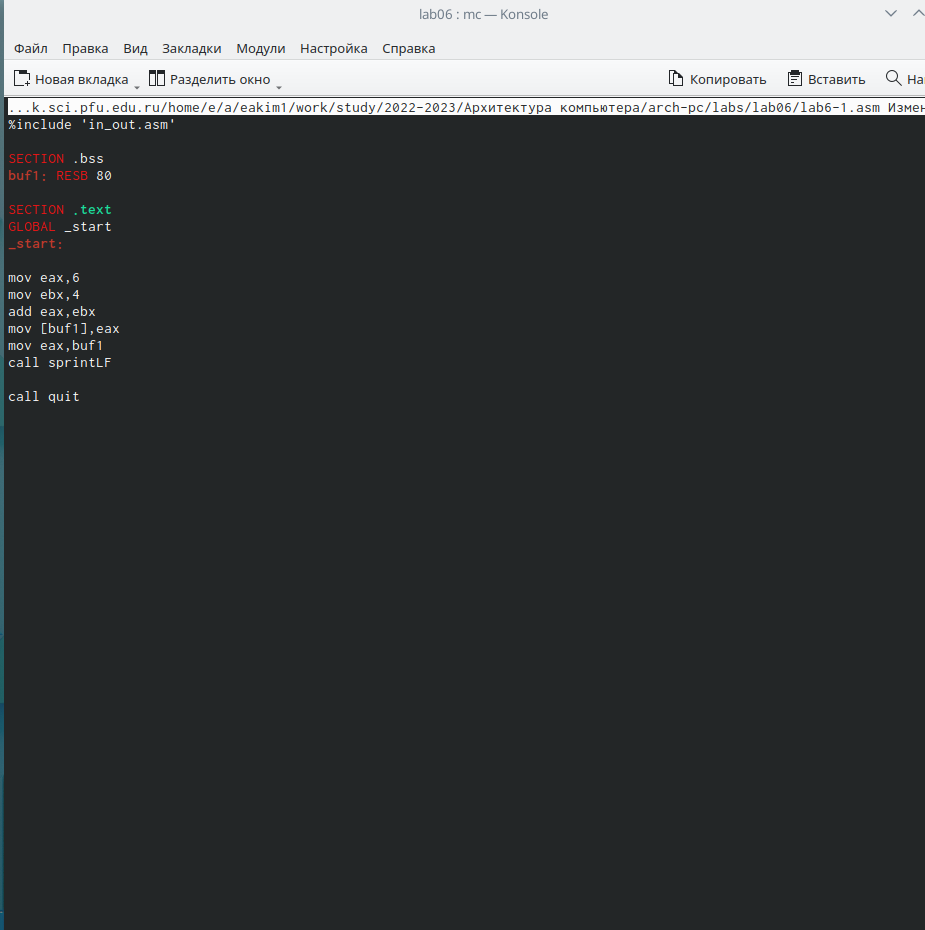 lab06 : mc — Konsole
Файл Правка Вид Закладки Модули Настройка Справка
Новая вкладка Разделить окно Копировать Вставить
...k.sci.pfu.edu.ru/home/e/a/eakim1/work/study/2022-2023/Архитектура компьютера/arch-pc/labs/lab06/lab6-1.asm
%include 'in_out.asm'
SECTION .bss
buf1: RESB 80
SECTION .text
GLOBAL _start
_start:
mov eax,6
mov ebx,4
add eax,ebx
mov [buf1],eax
mov eax,buf1
call sprintLF
call quit